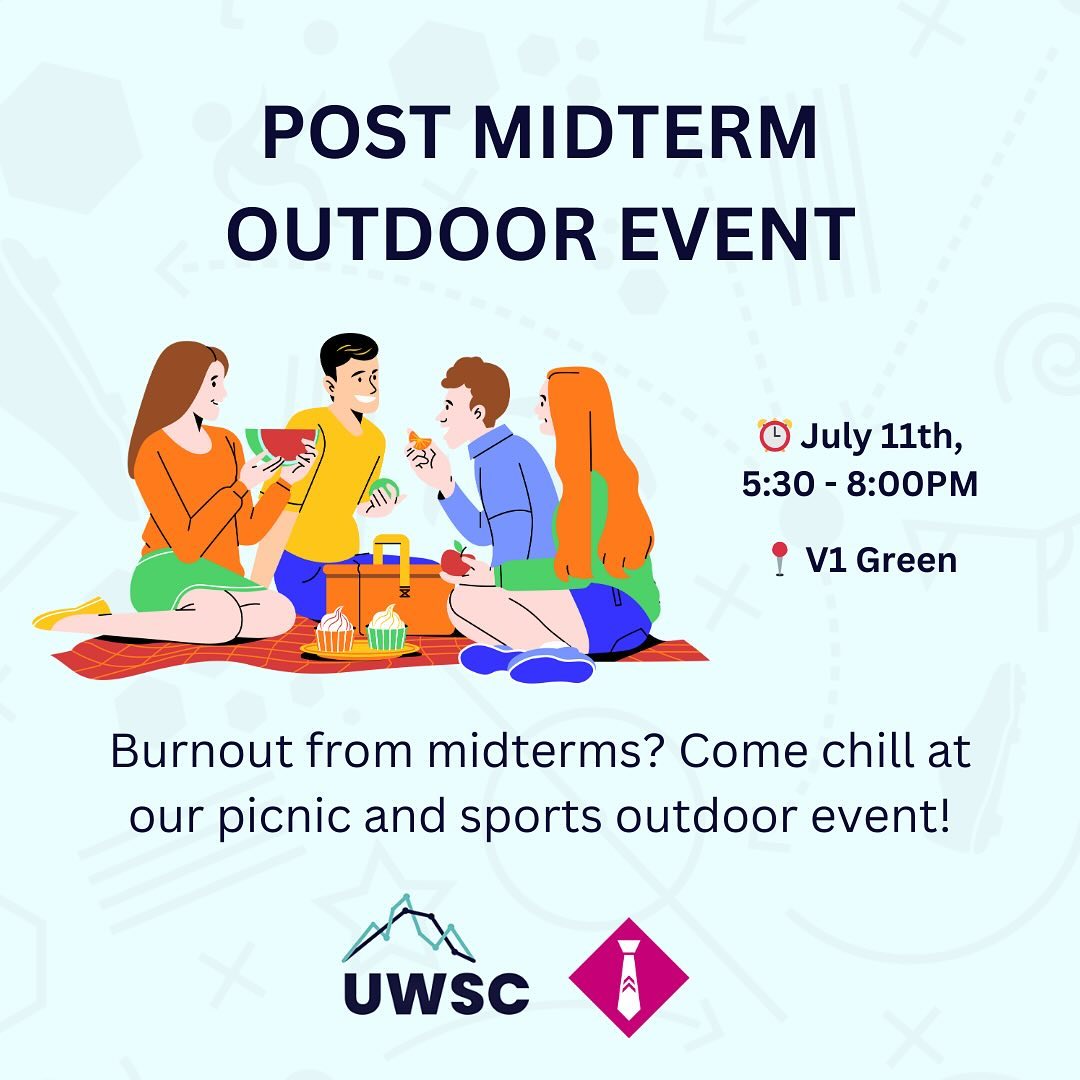 POST MIDTERM
OUTDOOR EVENT
July 11th,
5:30 - 8:00PM
V1 Green
Burnout from midterms? Come chill at
our picnic and sports outdoor event!
UWSC